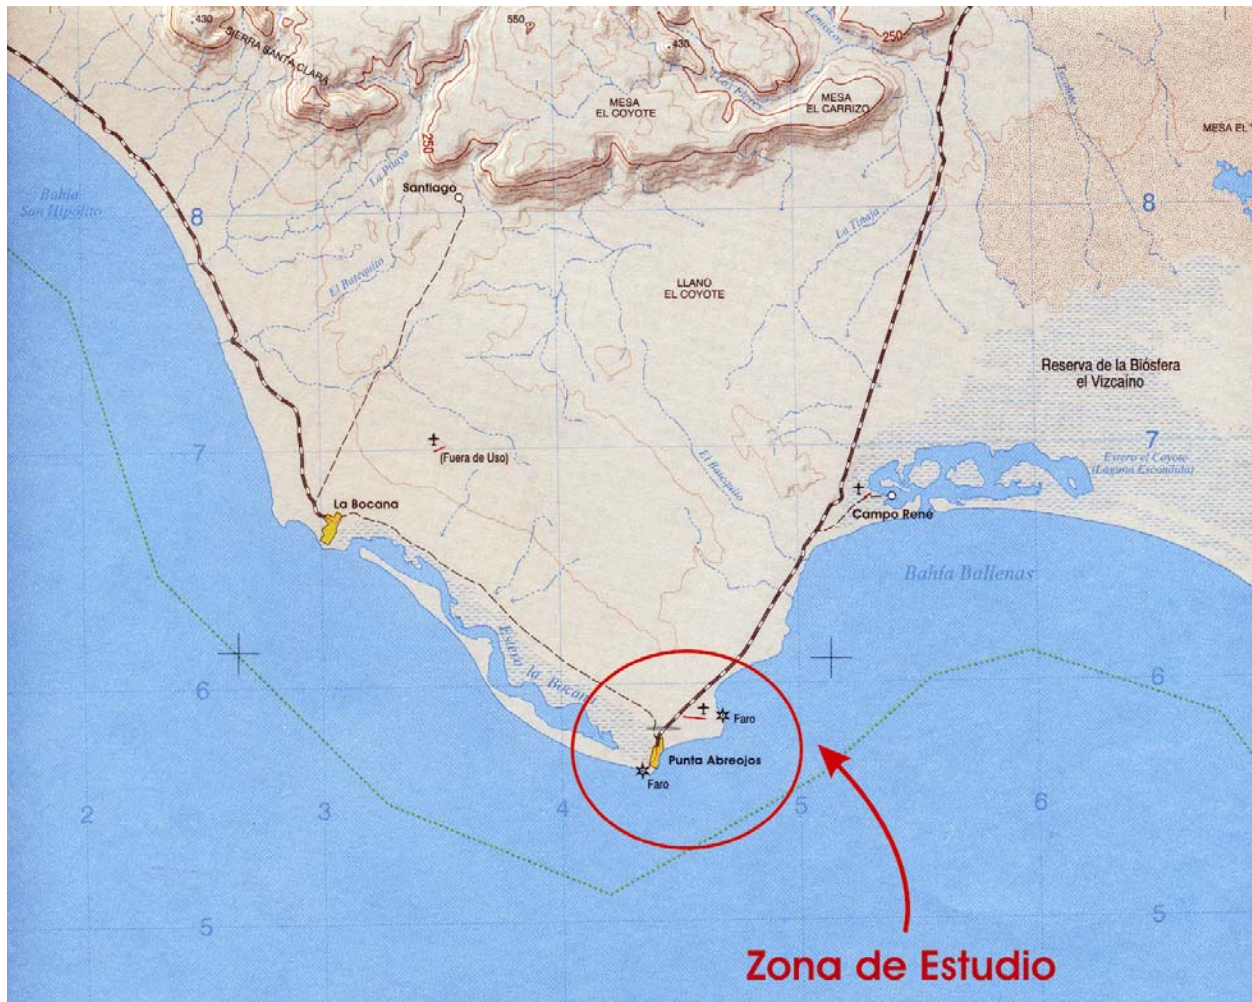 430
SIERRA SANTA CLARA
550
430
250
MESA
EL COYOTE
MESA
EL CARRIZO
MESA EL
250
La Pitaya
Santiago
Bahía
San Hipólito
8
8
La Tinaja
El Batequito
LLANO
EL COYOTE
Reserva de la Biósfera
el Vizcaíno
7
7
(Fuera de Uso)
Estero el Coyote
(Laguna Escondida)
El Batequito
La Bocana
Campo René
Bahía Ballenas
Estero la Bocana
6
6
Faro
Punta Abreojos
Faro
2
3
4
5
6
5
5
Zona de Estudio